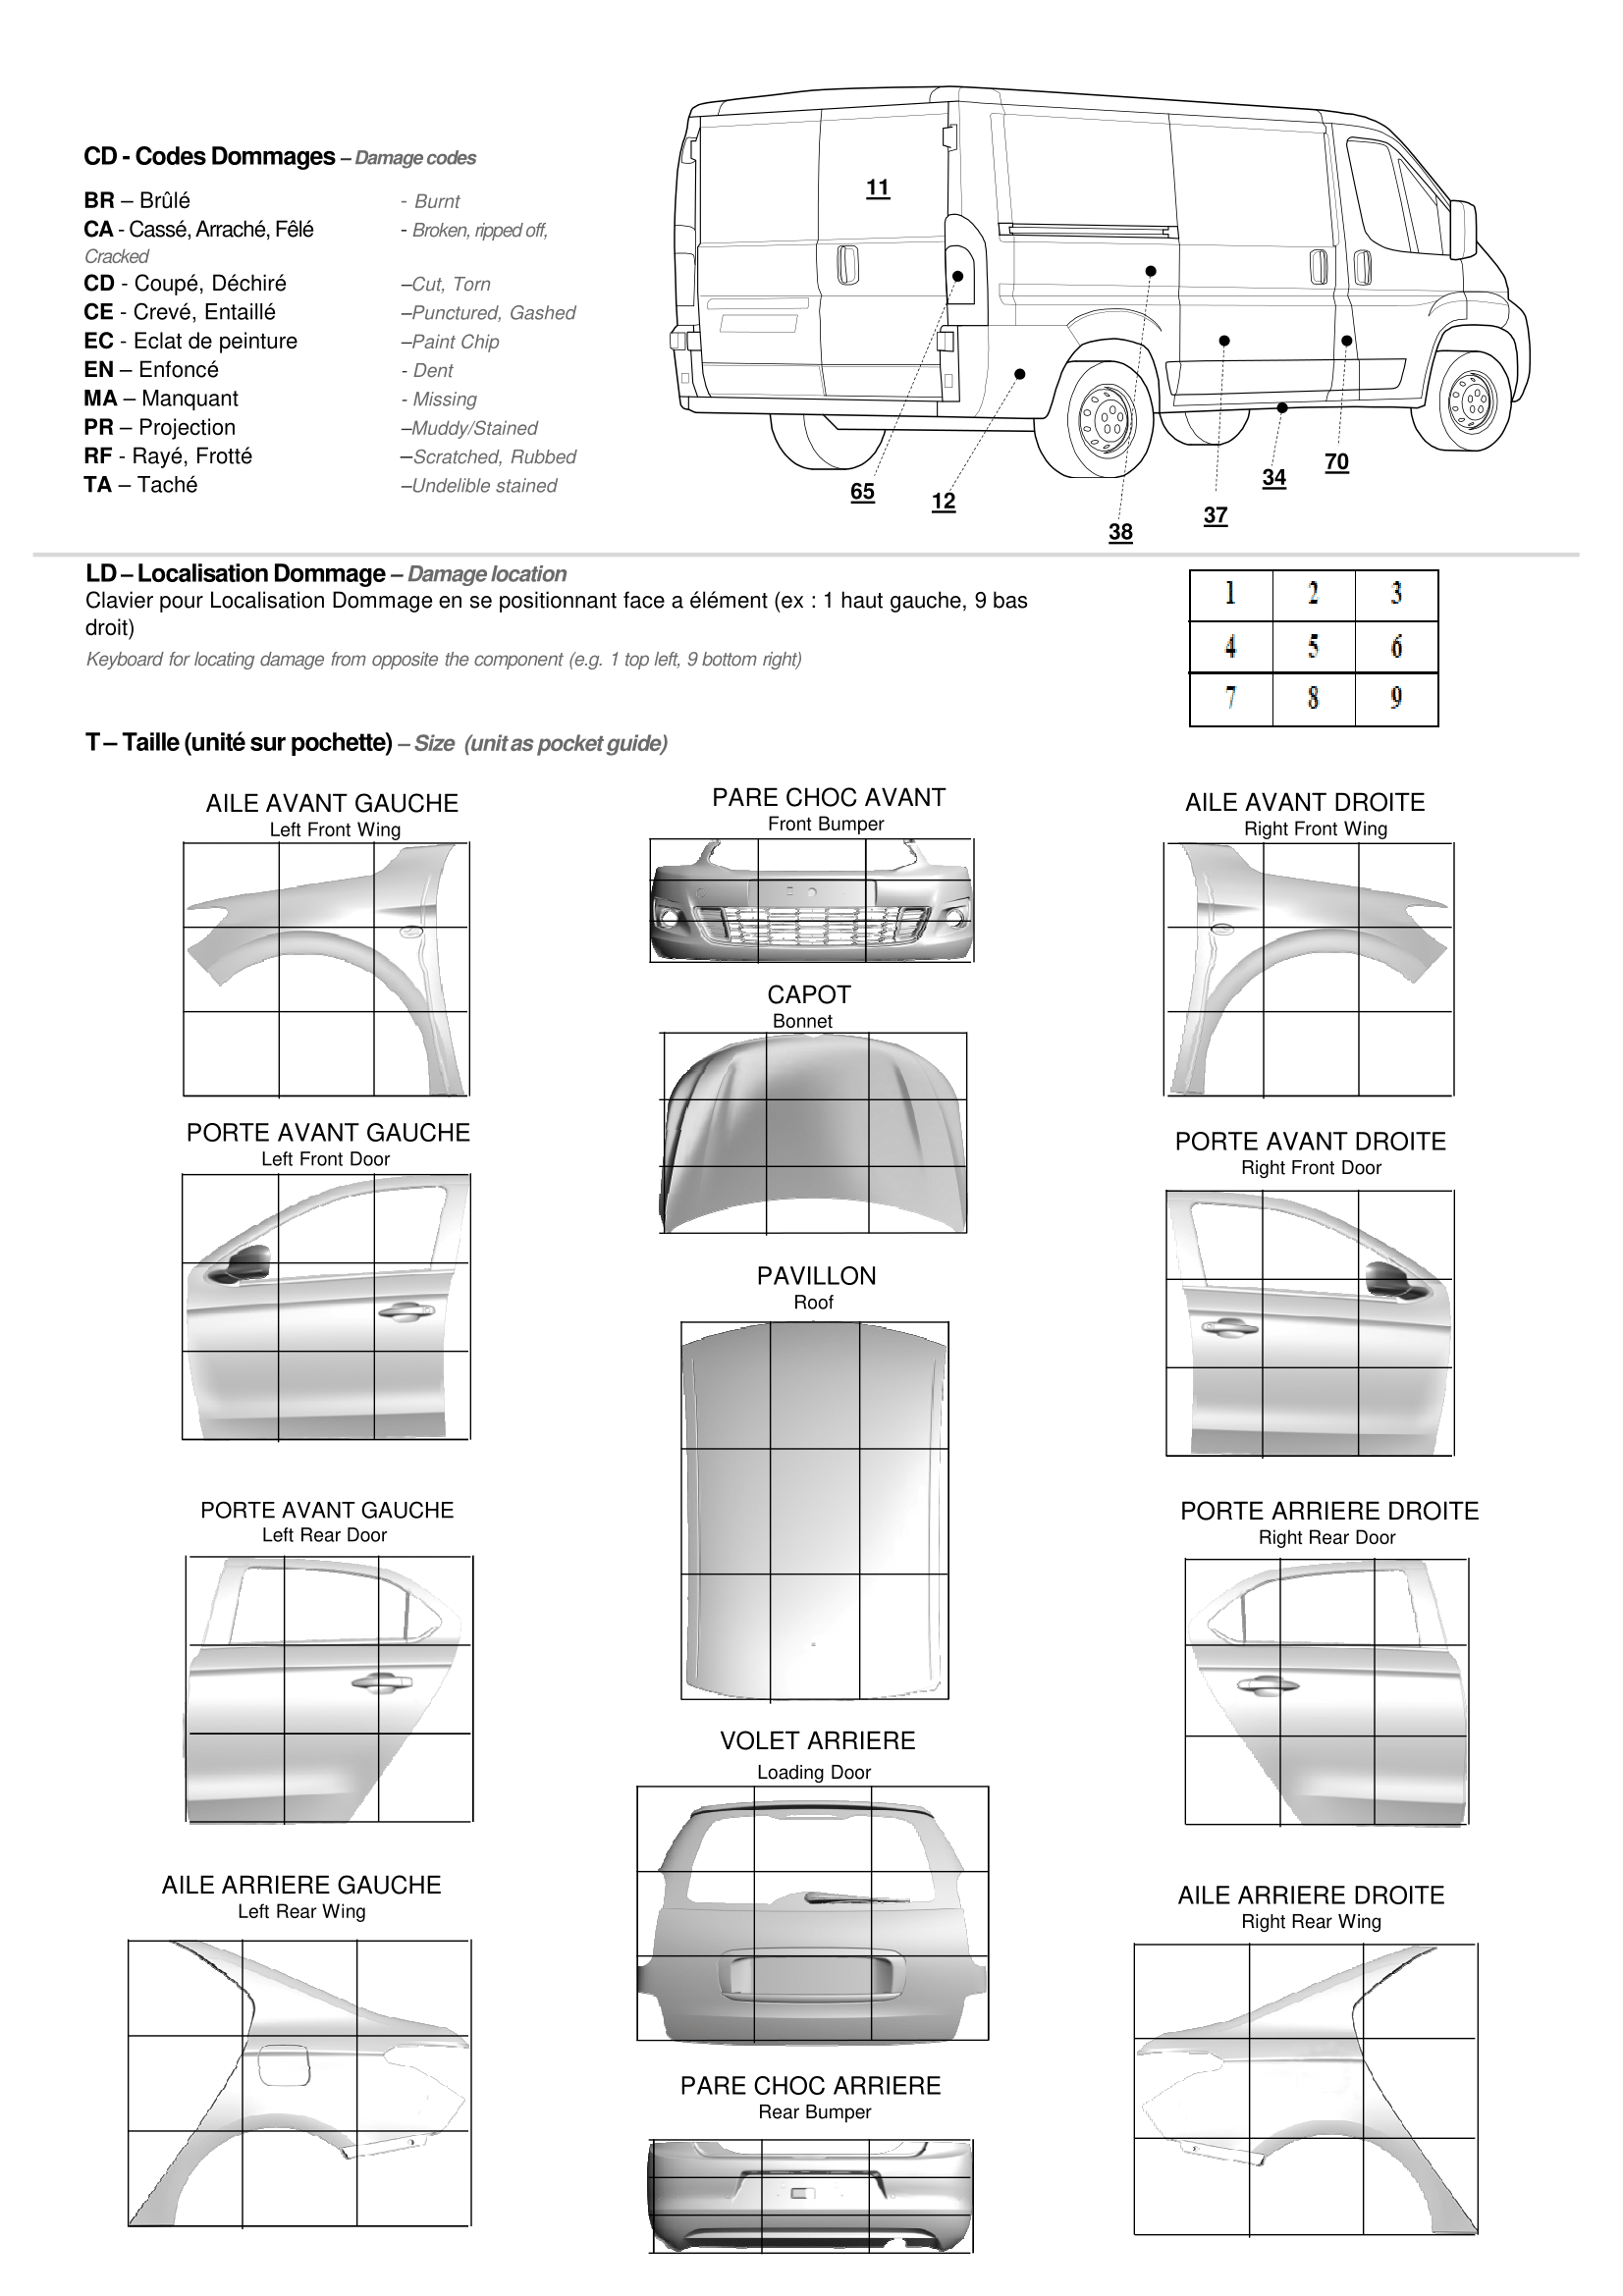 CD - Codes Dommages – Damage codes
BR – Brûlé - Burnt
CA - Cassé, Arraché, Fêlé - Broken, ripped off,
Cracked
CD - Coupé, Déchiré –Cut, Torn
CE - Crevé, Entaillé –Punctured, Gashed
EC - Eclat de peinture –Paint Chip
EN – Enfoncé - Dent
MA – Manquant - Missing
PR – Projection –Muddy/Stained
RF - Rayé, Frotté –Scratched, Rubbed
TA – Taché –Undelible stained
11
65
12
38
37
34
70
LD – Localisation Dommage – Damage location
Clavier pour Localisation Dommage en se positionnant face a élément (ex : 1 haut gauche, 9 bas
droit)
Keyboard for locating damage from opposite the component (e.g. 1 top left, 9 bottom right)
1 2 3
4 5 6
7 8 9
T – Taille (unité sur pochette) – Size (unit as pocket guide)
AILE AVANT GAUCHE
Left Front Wing
PARE CHOC AVANT
Front Bumper
AILE AVANT DROITE
Right Front Wing
CAPOT
Bonnet
PORTE AVANT GAUCHE
Left Front Door
PORTE AVANT DROITE
Right Front Door
PAVILLON
Roof
PORTE AVANT GAUCHE
Left Rear Door
PORTE ARRIERE DROITE
Right Rear Door
VOLET ARRIERE
Loading Door
AILE ARRIERE GAUCHE
Left Rear Wing
AILE ARRIERE DROITE
Right Rear Wing
PARE CHOC ARRIERE
Rear Bumper